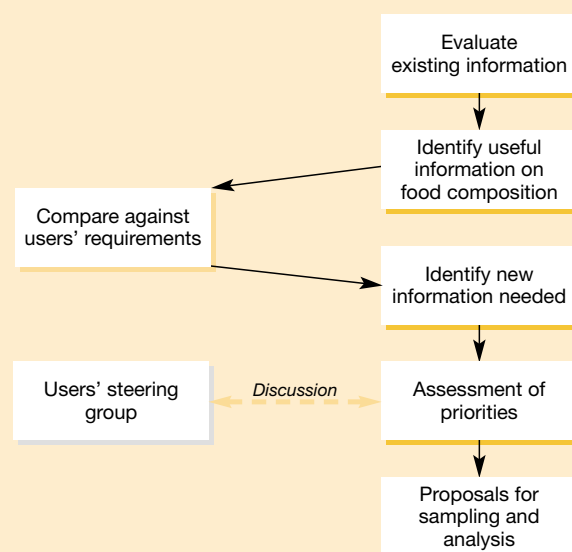 Evaluate
existing information
Identify useful
information on
food composition
Compare against
users’ requirements
Identify new
information needed
Users’ steering
group
Discussion
Assessment of
priorities
Proposals for
sampling and
analysis